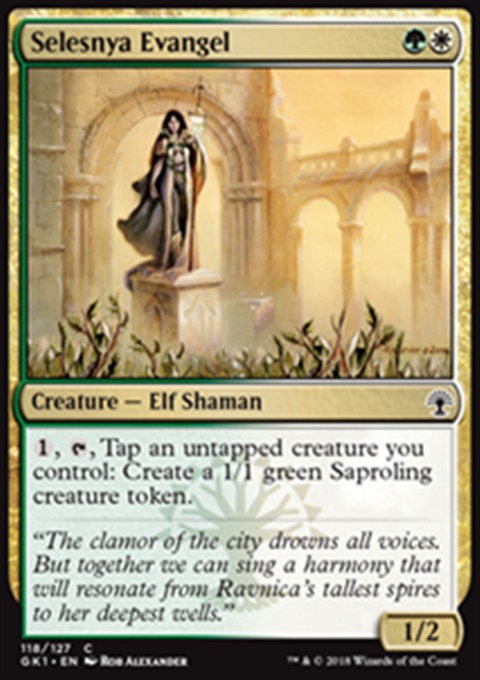 Selesnya Evangel
Creature — Elf Shaman
1, , Tap an untapped creature you
control: Create a 1/1 green Saproling
creature token.
“The clamor of the city drowns all voices.
But together we can sing a harmony that
will resonate from Ravnica's tallest spires
to her deepest wells.”
1/2
118/127 C
GK1 • EN Rob Alexander
™ & © 2018 Wizards of the Coast